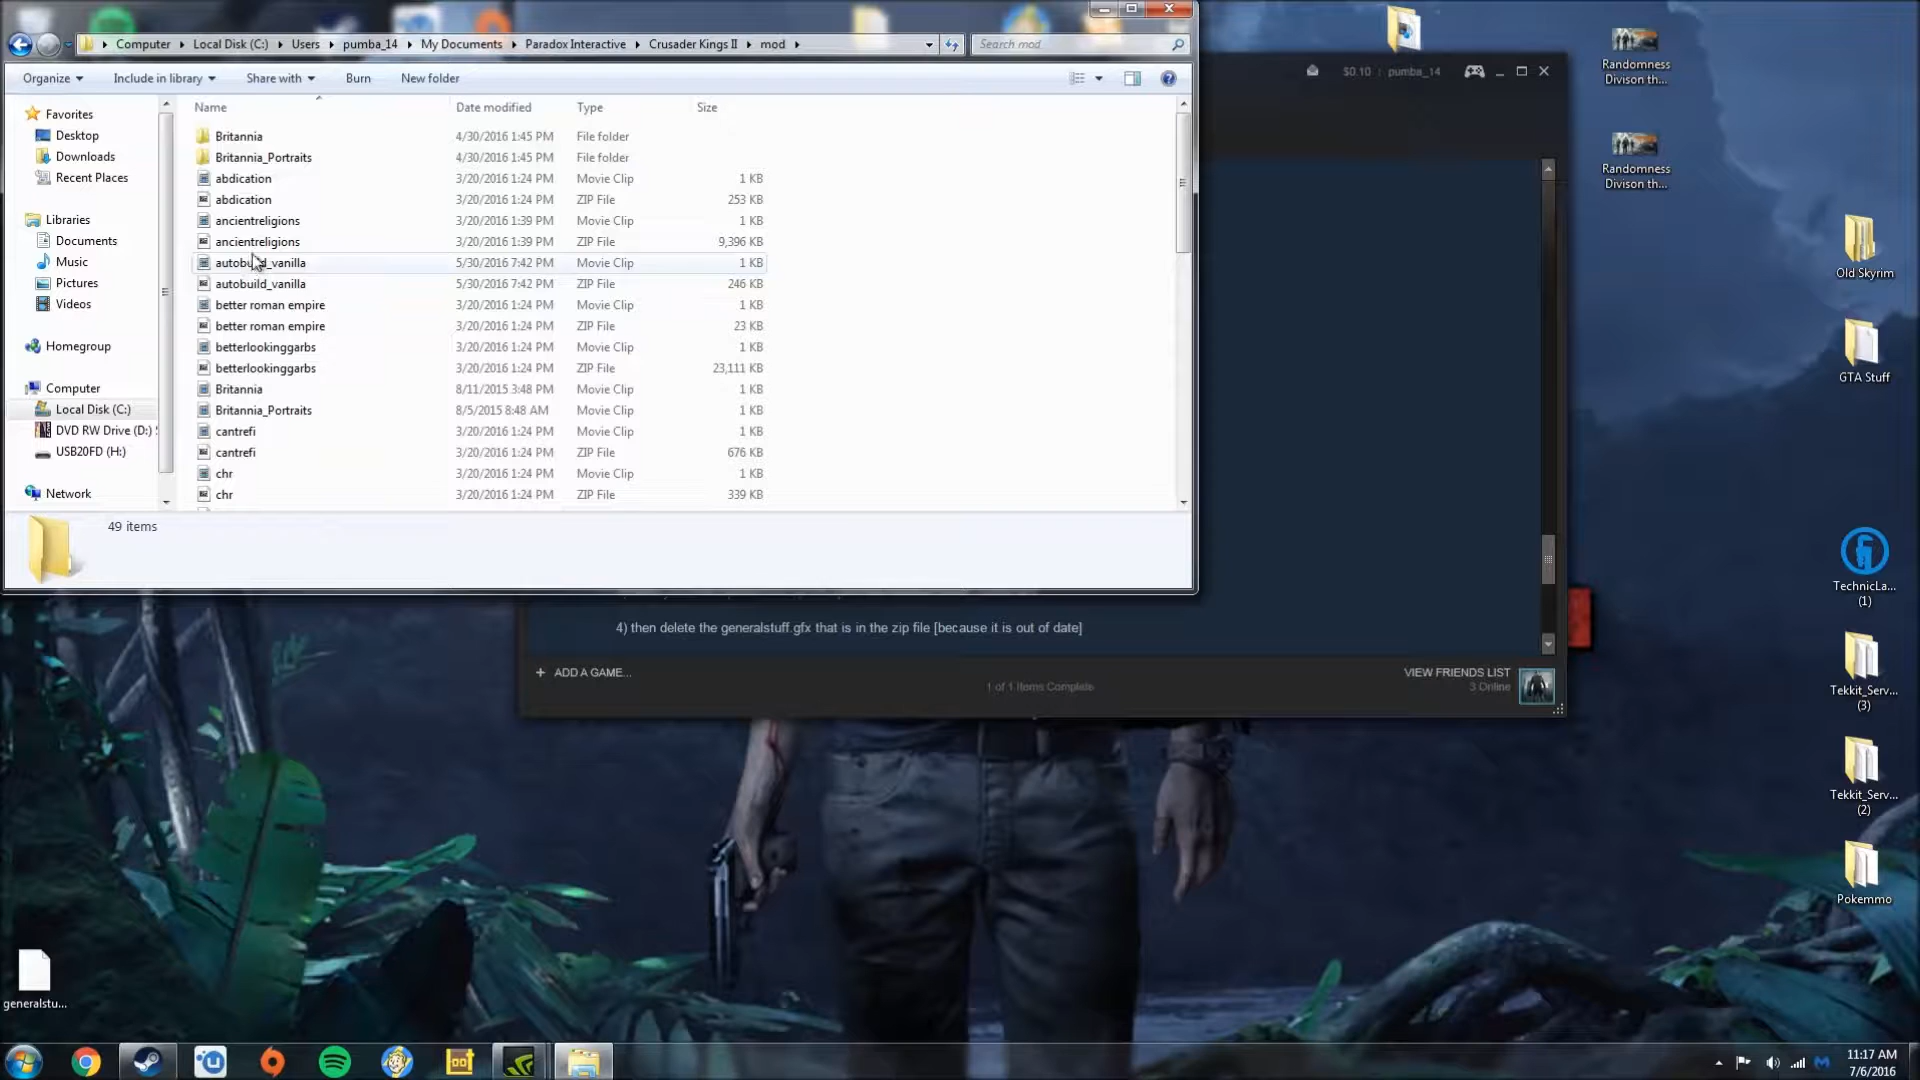 Computer ▸ Local Disk (C:) ▸ Users ▸ pumba_14 ▸ My Documents ▸ Paradox Interactive ▸ Crusader Kings II ▸ mod ▸
Search mod
Organize Include in library Share with Burn New folder
Favorites
Desktop
Downloads
Recent Places
Libraries
Documents
Music
Pictures
Videos
Homegroup
Computer
Local Disk (C:)
DVD RW Drive (D:)
USB20FD (H:)
Network
Name Date modified Type Size
Britannia 4/30/2016 1:45 PM File folder
Britannia_Portraits 4/30/2016 1:45 PM File folder
abdication 3/20/2016 1:24 PM Movie Clip 1 KB
abdication 3/20/2016 1:24 PM ZIP File 253 KB
ancientreligions 3/20/2016 1:39 PM Movie Clip 1 KB
ancientreligions 3/20/2016 1:39 PM ZIP File 9,396 KB
autobuild_vanilla 5/30/2016 7:42 PM Movie Clip 1 KB
autobuild_vanilla 5/30/2016 7:42 PM ZIP File 246 KB
better roman empire 3/20/2016 1:24 PM Movie Clip 1 KB
better roman empire 3/20/2016 1:24 PM ZIP File 23 KB
betterlookinggarbs 3/20/2016 1:24 PM Movie Clip 1 KB
betterlookinggarbs 3/20/2016 1:24 PM ZIP File 23,111 KB
Britannia 8/11/2015 3:48 PM Movie Clip 1 KB
Britannia_Portraits 8/5/2015 8:48 AM Movie Clip 1 KB
cantrefi 3/20/2016 1:24 PM Movie Clip 1 KB
cantrefi 3/20/2016 1:24 PM ZIP File 676 KB
chr 3/20/2016 1:24 PM Movie Clip 1 KB
chr 3/20/2016 1:24 PM ZIP File 339 KB
49 items
$0.10 pumba_14
4) then delete the generalstuff.gfx that is in the zip file [because it is out of date]
+ ADD A GAME...
1 of 1 Items Complete
VIEW FRIENDS LIST
3 Online
Randomness
Divison th...
Randomness
Divison th...
Old Skyrim
GTA Stuff
TechnicLa...
(1)
Tekkit_Serv...
(3)
Tekkit_Serv...
(2)
Pokemmo
generalstu...
11:17 AM
7/6/2016